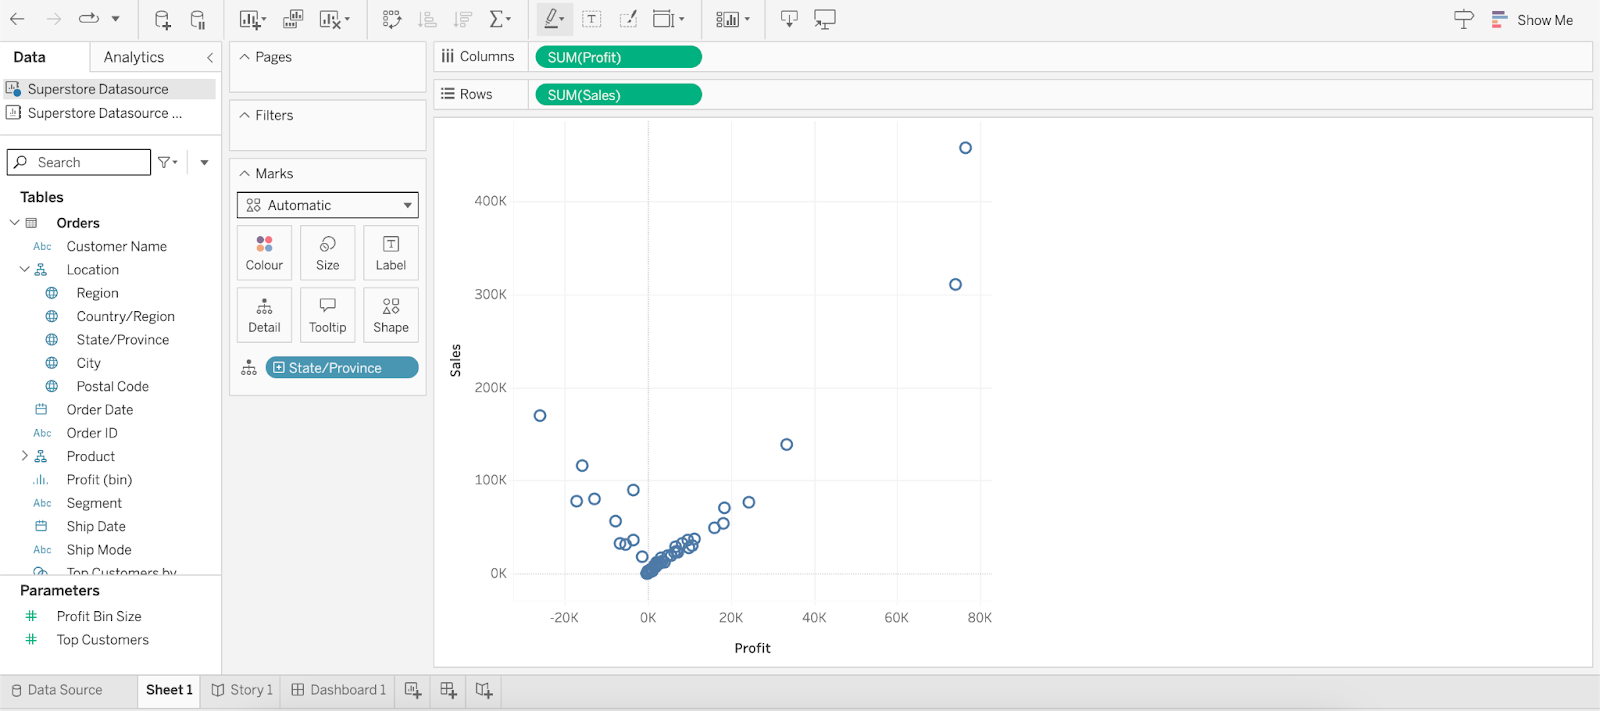 Show Me
Data
Analytics
Superstore Datasource
Superstore Datasource ...
Search
Tables
Orders
Abc Customer Name
Location
Region
Country/Region
State/Province
City
Postal Code
Order Date
Abc Order ID
Product
Profit (bin)
Abc Segment
Ship Date
Abc Ship Mode
Top Customers by
Parameters
# Profit Bin Size
# Top Customers
Pages
Filters
Marks
Automatic
Colour Size Label
Detail Tooltip Shape
State/Province
Columns SUM(Profit)
Rows SUM(Sales)
Sales
400K
300K
200K
100K
0K
-20K 0K 20K 40K 60K 80K
Profit
Data Source Sheet 1 Story 1 Dashboard 1